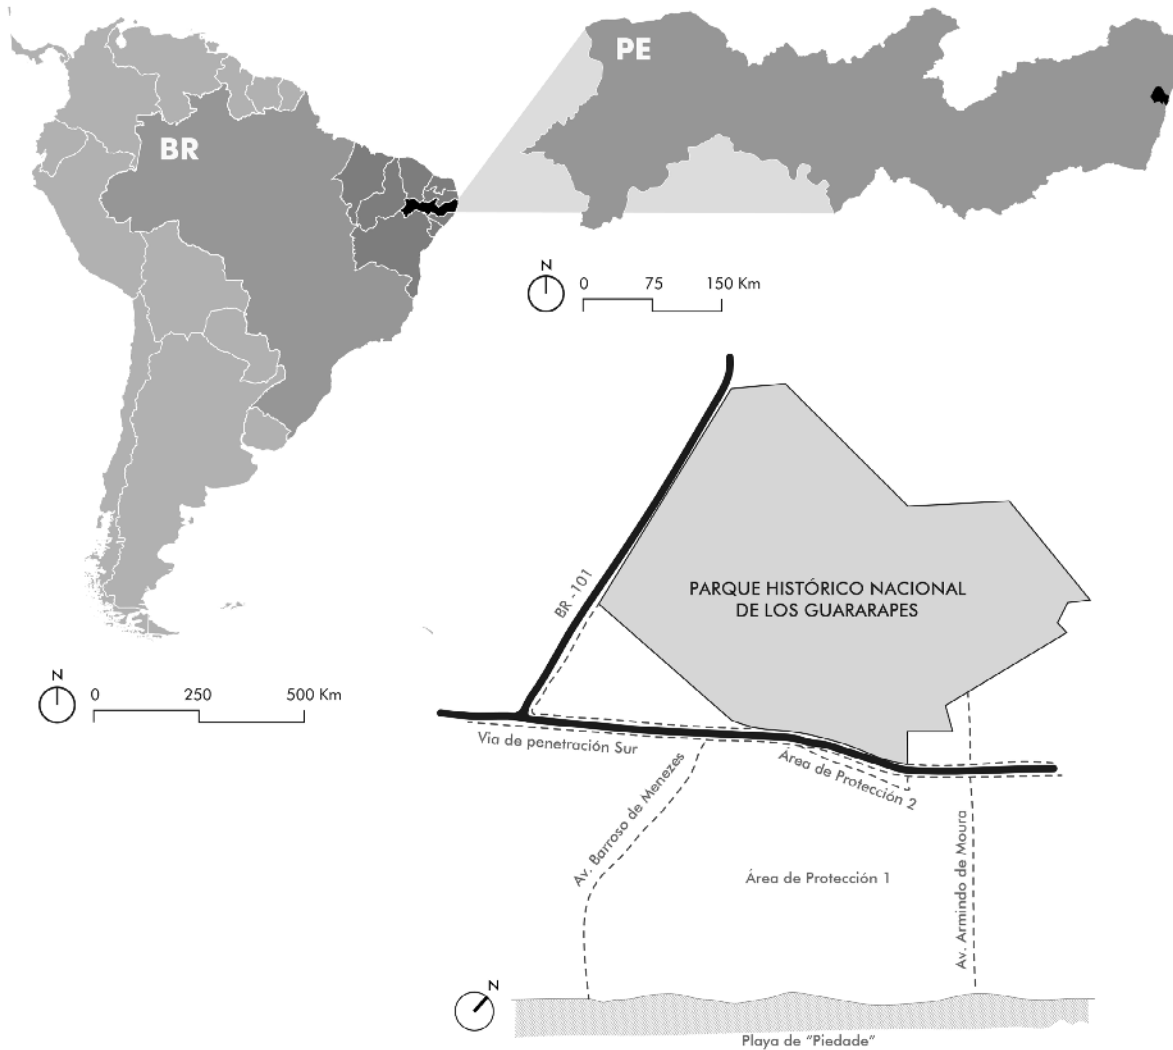 BR
PE
N
0 75 150 Km
N
0 250 500 Km
BR -101
PARQUE HISTÓRICO NACIONAL
DE LOS GUARARAPES
Via de penetración Sur
Área de Protección 2
Av. Barroso de Menezes
Área de Protección 1
Av. Armindo de Moura
N
Playa de "Piedade"